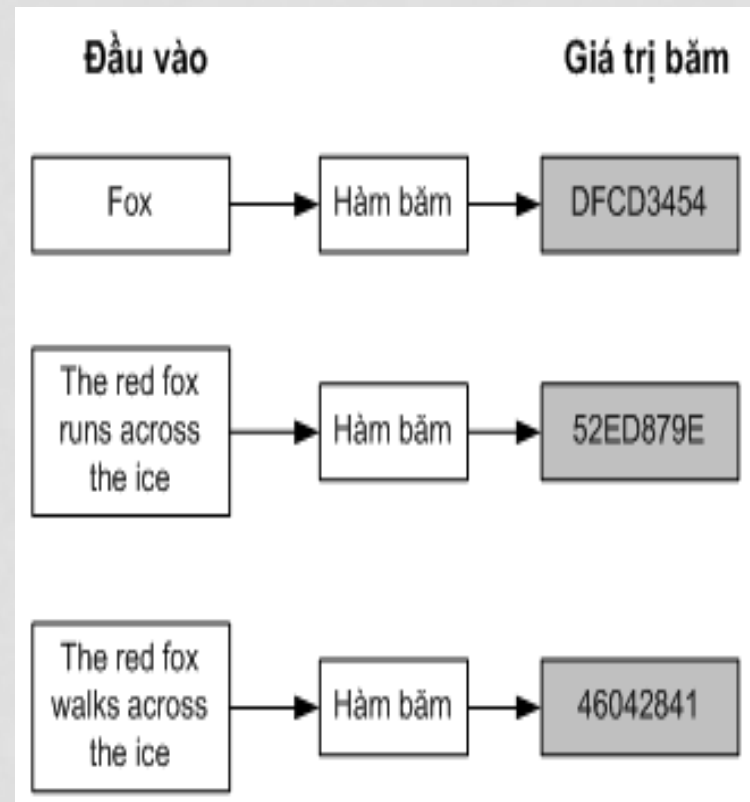 Đầu vào
Giá trị băm
Fox
Hàm băm
DFCD3454
The red fox
runs across
the ice
Hàm băm
52ED879E
The red fox
walks across
the ice
Hàm băm
46042841